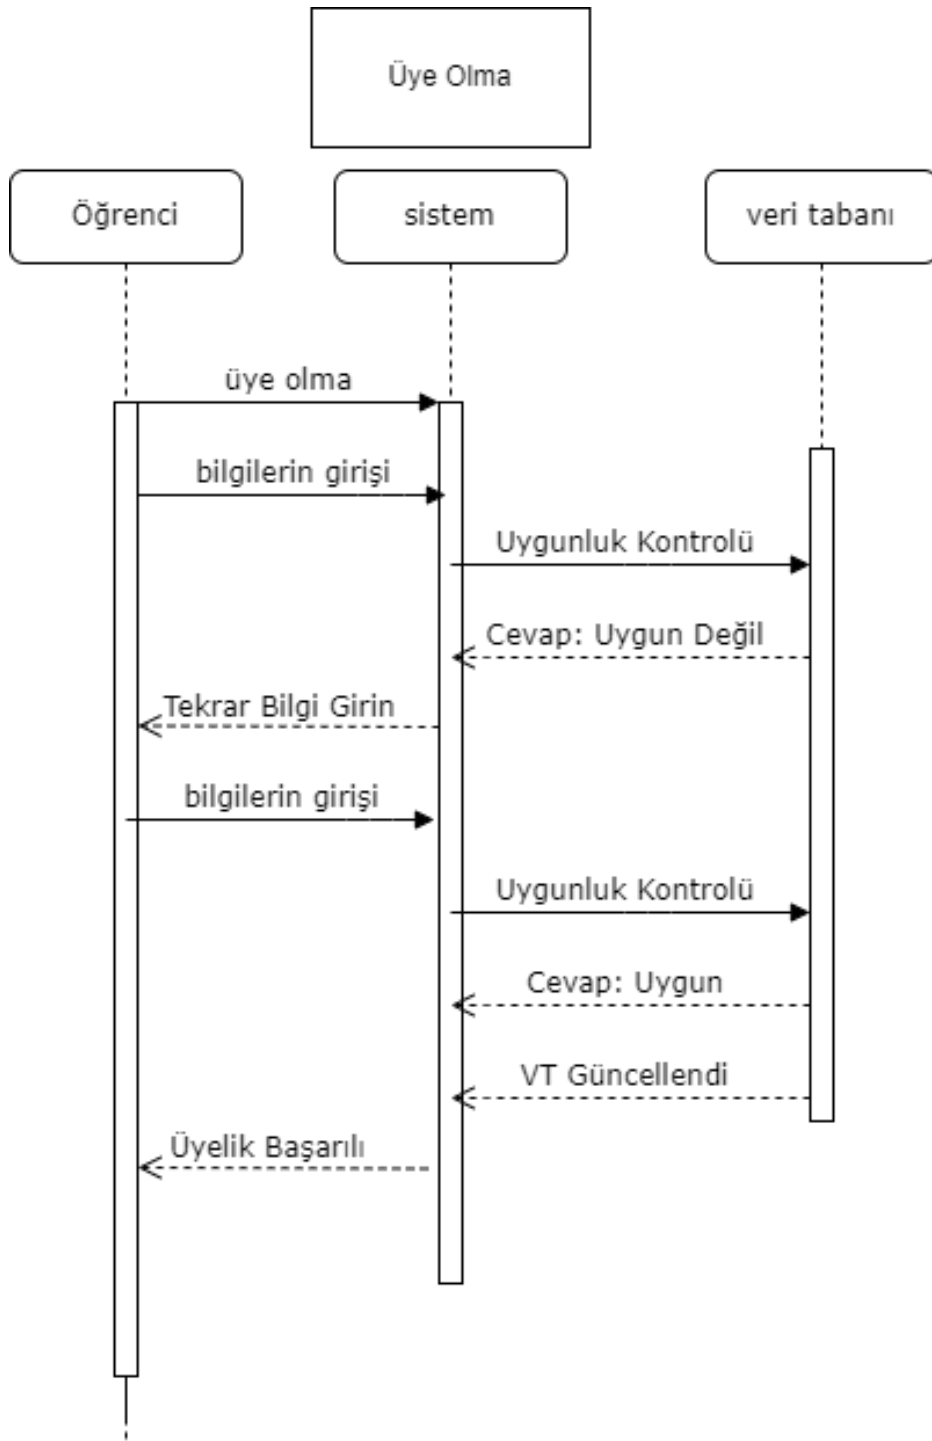 Üye Olma
Öğrenci
sistem
veri tabanı
üye olma
bilgilerin girişi
Uygunluk Kontrolü
Cevap: Uygun Değil
Tekrar Bilgi Girin
bilgilerin girişi
Uygunluk Kontrolü
Cevap: Uygun
VT Güncellendi
Üyelik Başarılı